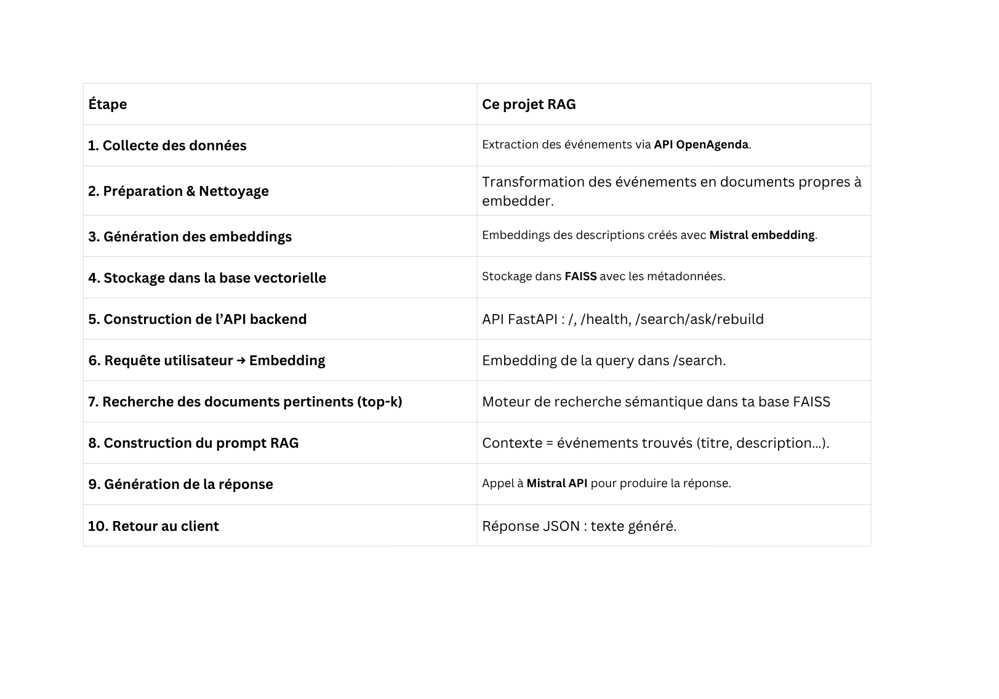 Étape
Ce projet RAG
1. Collecte des données
Extraction des événements via API OpenAgenda.
2. Préparation & Nettoyage
Transformation des événements en documents propres à
embedder.
3. Génération des embeddings
Embeddings des descriptions créés avec Mistral embedding.
4. Stockage dans la base vectorielle
Stockage dans FAISS avec les métadonnées.
5. Construction de l’API backend
API FastAPI : /, /health, /search/ask/rebuild
6. Requête utilisateur → Embedding
Embedding de la query dans /search.
7. Recherche des documents pertinents (top-k)
Moteur de recherche sémantique dans ta base FAISS
8. Construction du prompt RAG
Contexte = événements trouvés (titre, description…).
9. Génération de la réponse
Appel à Mistral API pour produire la réponse.
10. Retour au client
Réponse JSON : texte généré.